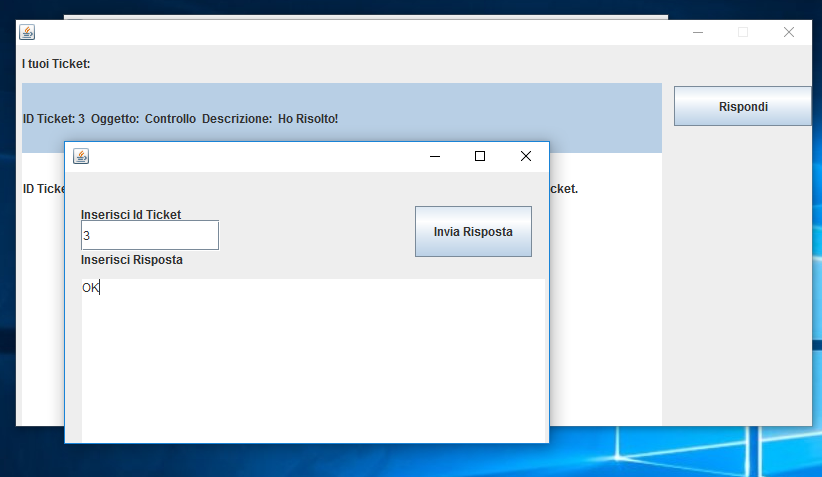 I tuoi Ticket:
ID Ticket: 3 Oggetto: Controllo Descrizione: Ho Risolto!
Rispondi
ID Ticke
cket.
Inserisci Id Ticket
3
Invia Risposta
Inserisci Risposta
OK